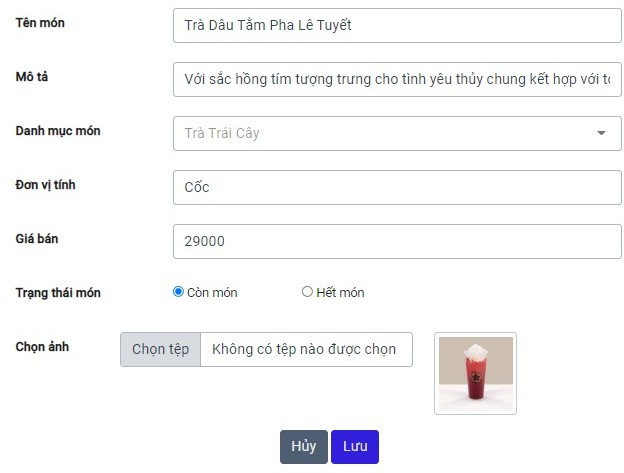 Tên món Trà Dâu Tằm Pha Lê Tuyết
Mô tả Với sắc hồng tím tượng trưng cho tình yêu thủy chung kết hợp với
Danh mục món Trà Trái Cây
Đơn vị tính Cốc
Giá bán 29000
Trạng thái món Còn món Hết món
Chọn ảnh Chọn tệp Không có tệp nào được chọn
Hủy Lưu